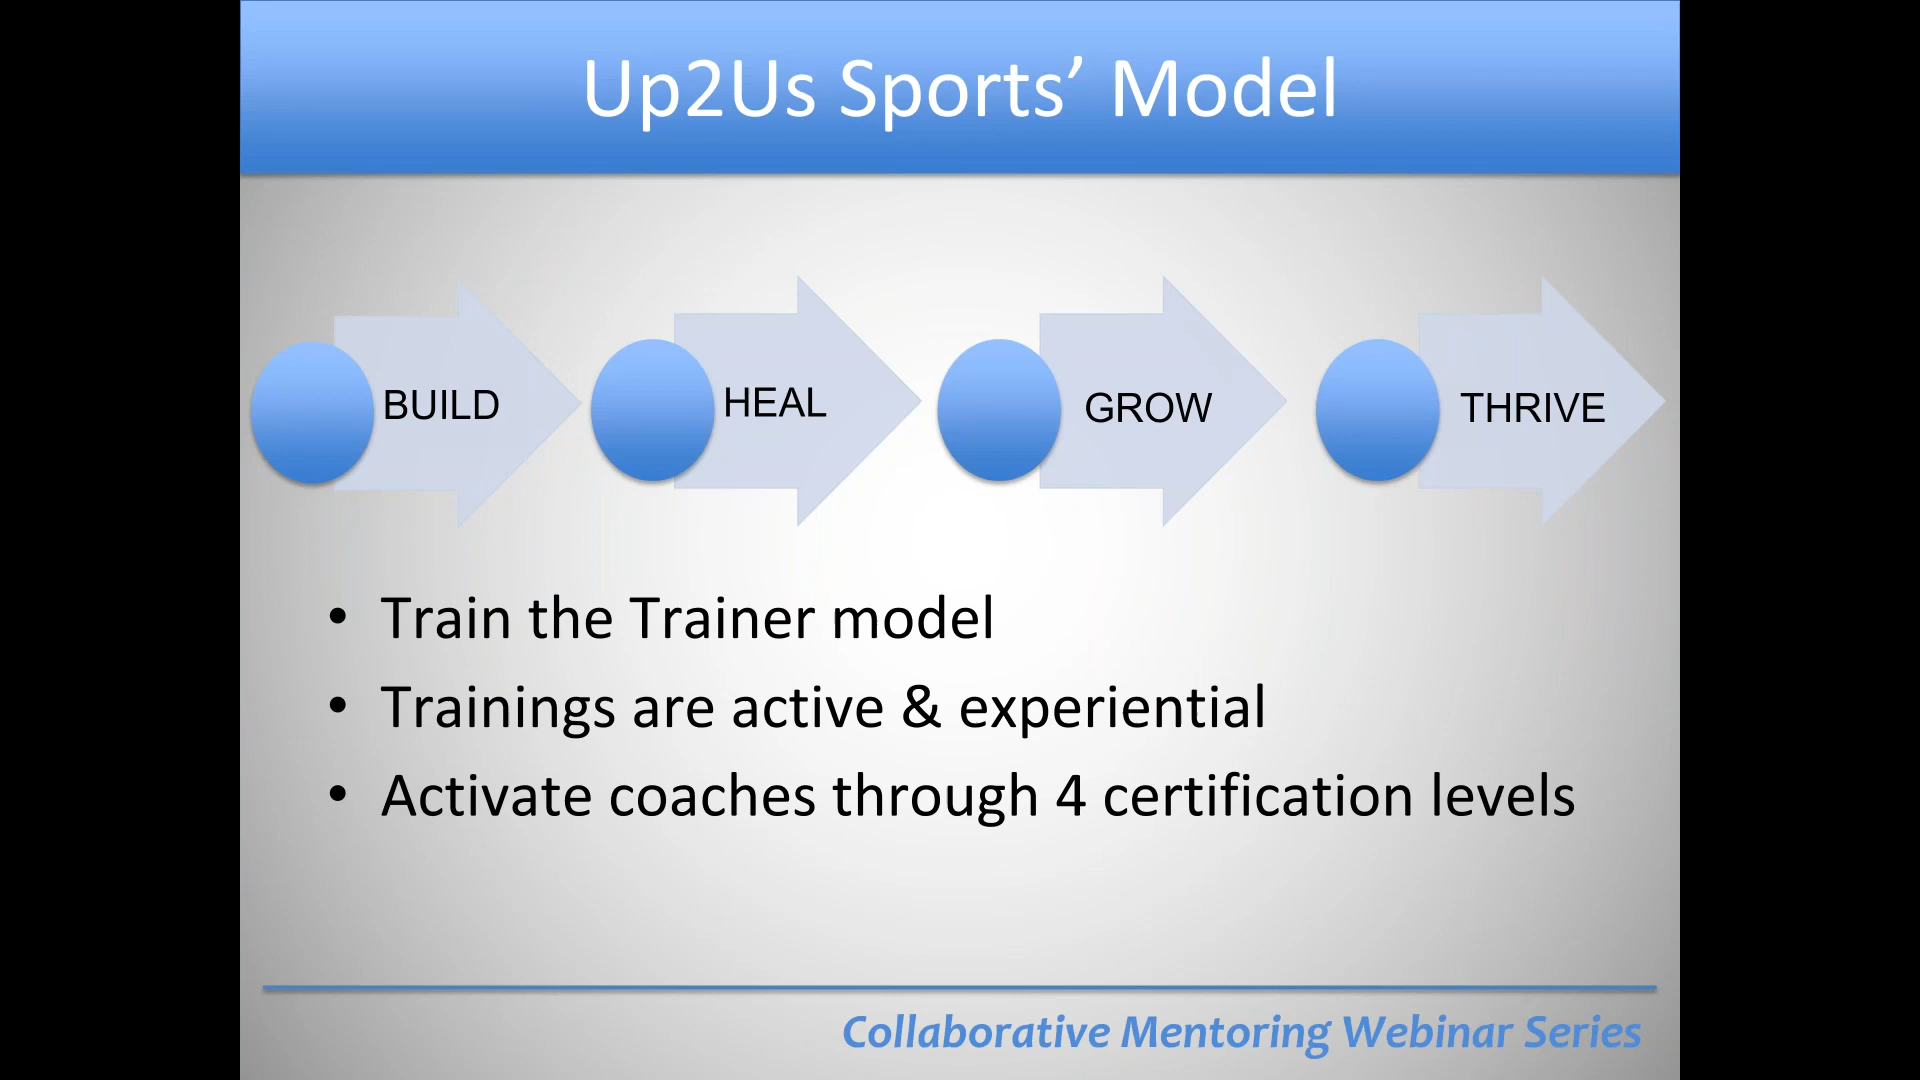 Up2Us Sports’ Model
BUILD
HEAL
GROW
THRIVE
• Train the Trainer model
• Trainings are active & experiential
• Activate coaches through 4 certification levels
Collaborative Mentoring Webinar Series